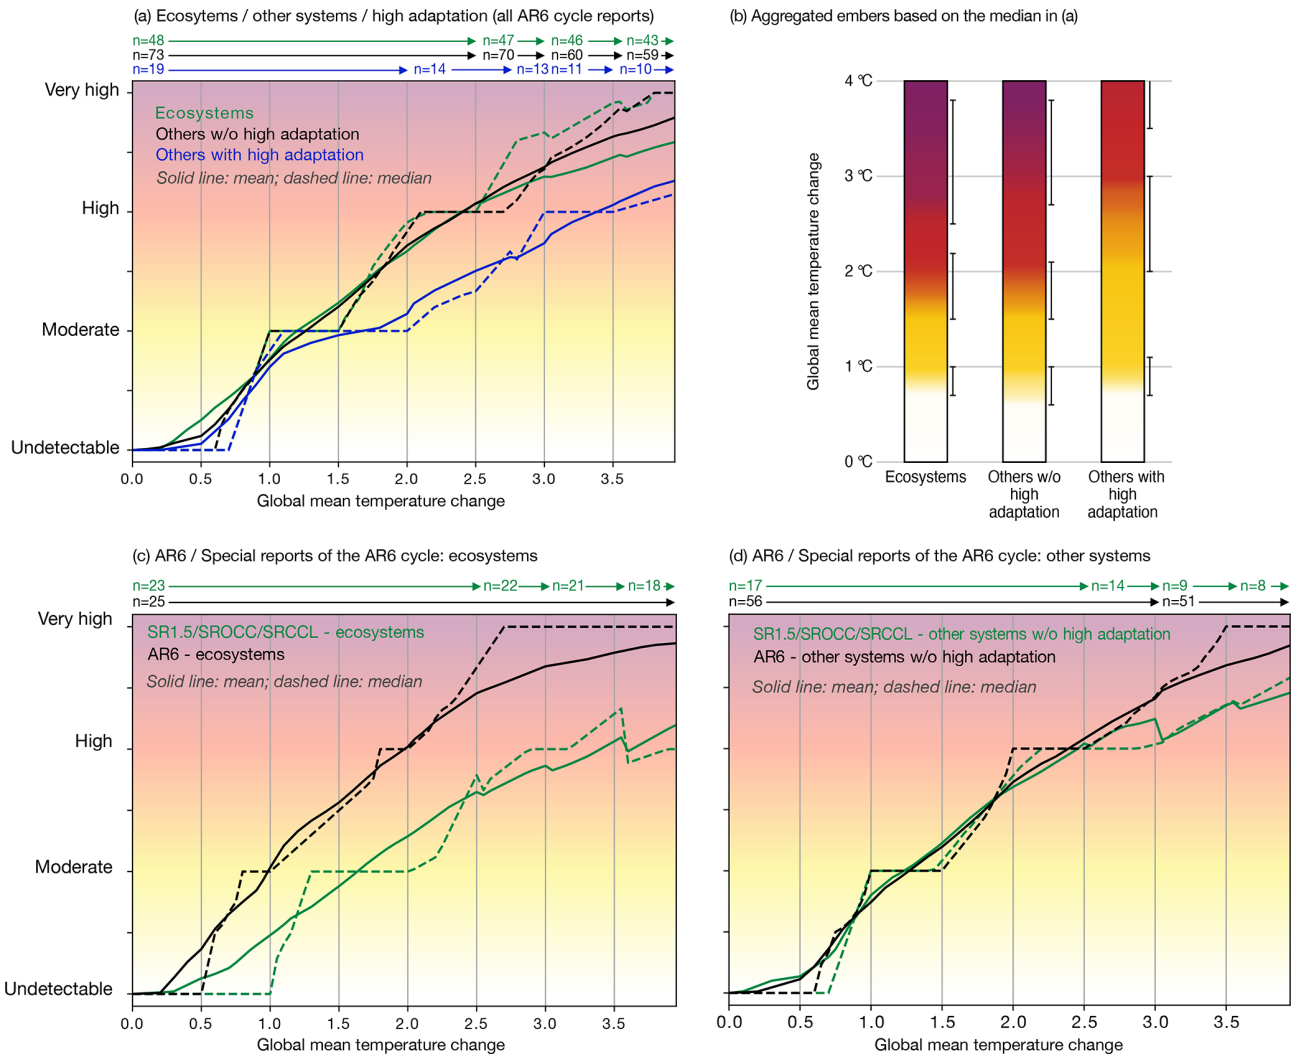 (a) Ecosytems / other systems / high adaptation (all AR6 cycle reports)
n=48 n=47 n=46 n=43
n=73 n=70 n=60 n=59
n=19 n=14 n=13 n=11 n=10
Very high
High
Moderate
Undetectable
Ecosystems
Others w/o high adaptation
Others with high adaptation
Solid line: mean; dashed line: median
0.0 0.5 1.0 1.5 2.0 2.5 3.0 3.5
Global mean temperature change
(b) Aggregated embers based on the median in (a)
Global mean temperature change
4 °C
3 °C
2 °C
1 °C
0 °C
Ecosystems
Others w/o
high
adaptation
Others with
high
adaptation
(c) AR6 / Special reports of the AR6 cycle: ecosystems
n=23 n=22 n=21 n=18
n=25
Very high
High
Moderate
Undetectable
SR1.5/SROCC/SRCCL - ecosystems
AR6 - ecosystems
Solid line: mean; dashed line: median
0.0 0.5 1.0 1.5 2.0 2.5 3.0 3.5
Global mean temperature change
(d) AR6 / Special reports of the AR6 cycle: other systems
n=17 n=14 n=9 n=8
n=56 n=51
SR1.5/SROCC/SRCCL - other systems w/o high adaptation
AR6 - other systems w/o high adaptation
Solid line: mean; dashed line: median
0.0 0.5 1.0 1.5 2.0 2.5 3.0 3.5
Global mean temperature change